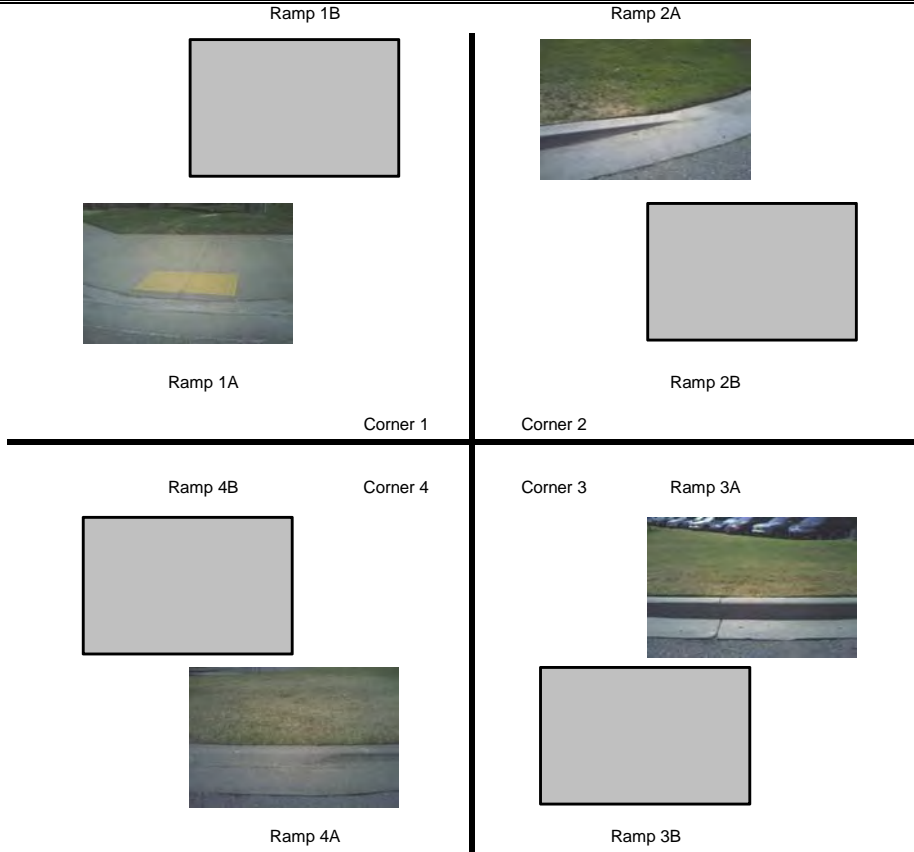 Ramp 1B
Ramp 2A
Ramp 1A
Ramp 2B
Corner 1
Corner 2
Ramp 4B
Corner 4
Corner 3
Ramp 3A
Ramp 4A
Ramp 3B